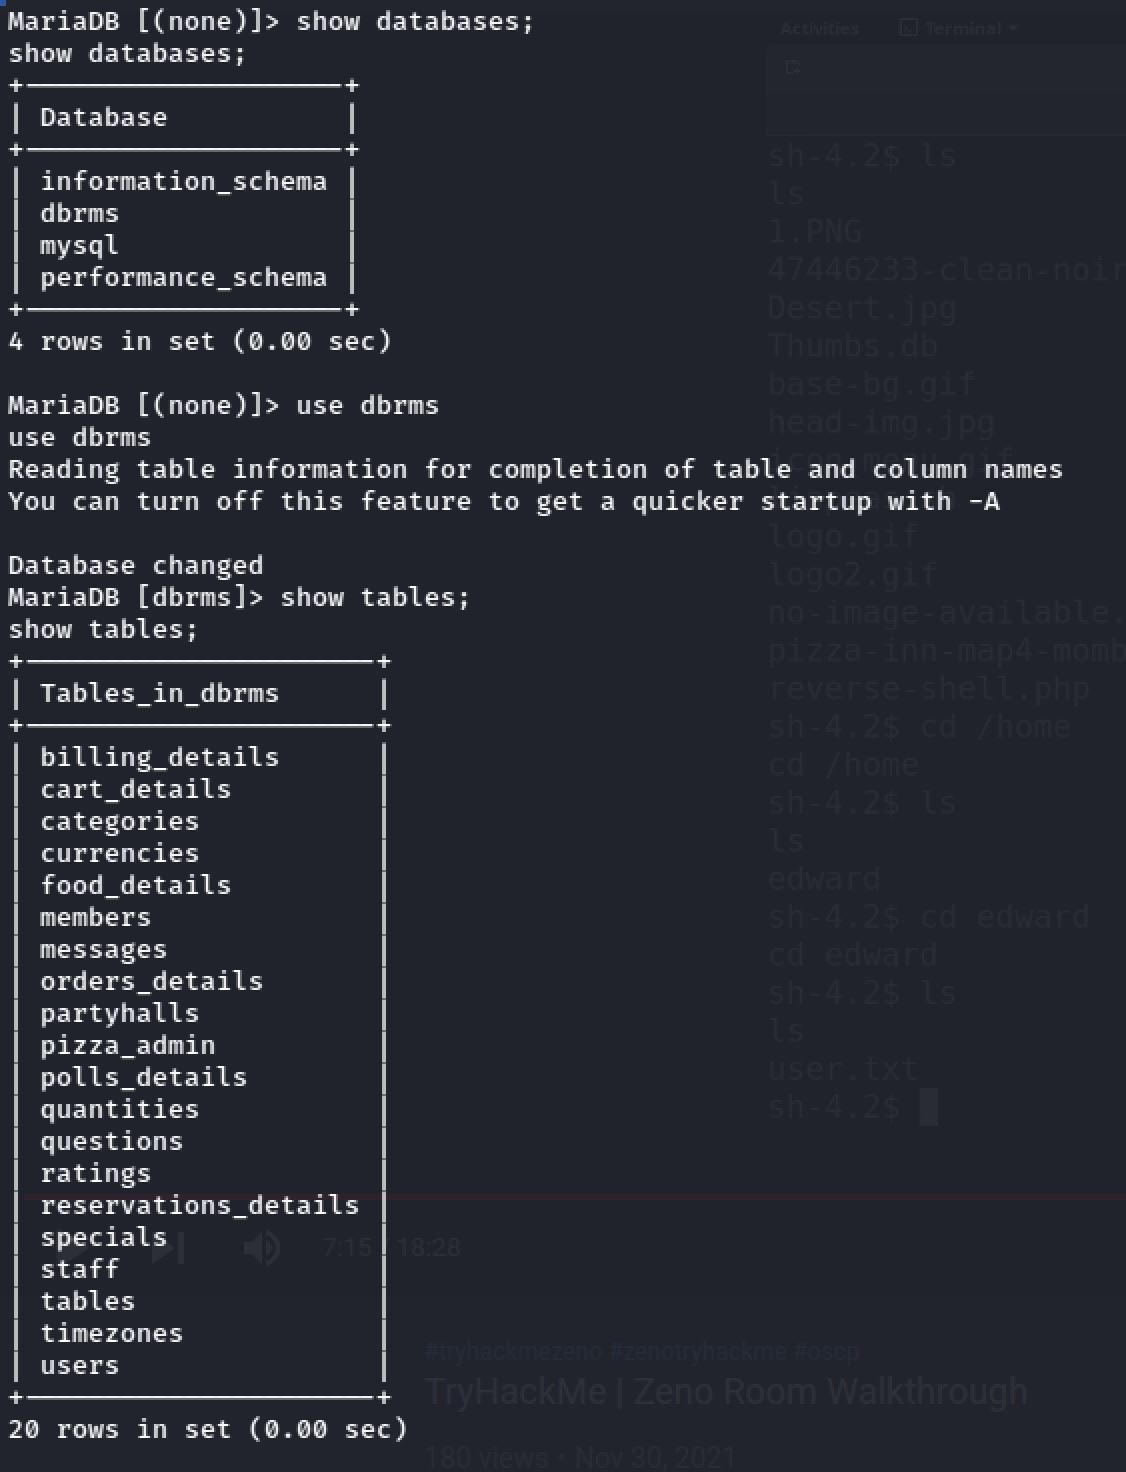 MariaDB [(none)]> show databases;
show databases;
Database
information_schema
dbrms
mysql
performance_schema
4 rows in set (0.00 sec)
MariaDB [(none)]> use dbrms
use dbrms
Reading table information for completion of table and column names
You can turn off this feature to get a quicker startup with -A
Database changed
MariaDB [dbrms]> show tables;
show tables;
Tables_in_dbrms
billing_details
cart_details
categories
currencies
food_details
members
messages
orders_details
partyhalls
pizza_admin
polls_details
quantities
questions
ratings
reservations_details
specials
staff
tables
timezones
users
20 rows in set (0.00 sec)
Activities Terminal
sh-4.2$ ls
ls
1.PNG
47446233-clean-noir
Desert.jpg
Thumbs.db
base-bg.gif
head-img.jpg
icon_menu.gif
logo.gif
logo2.gif
no-image-available.
pizza-inn-map4-momb
reverse-shell.php
sh-4.2$ cd /home
cd /home
sh-4.2$ ls
ls
edward
sh-4.2$ cd edward
cd edward
sh-4.2$ ls
ls
user.txt
sh-4.2$
7:15 / 18:28
#tryhackmezeno #zenotryhackme #oscp
TryHackMe | Zeno Room Walkthrough
180 views • Nov 30, 2021